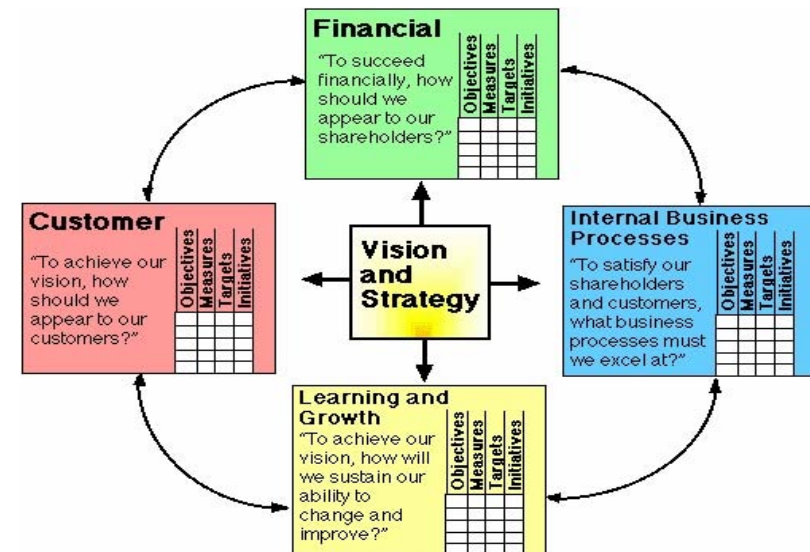 Financial
“To succeed
financially, how
should we
appear to our
shareholders?”
Objectives
Measures
Targets
Initiatives
Customer
“To achieve our
vision, how
should we
appear to our
customers?”
Objectives
Measures
Targets
Initiatives
Vision
and
Strategy
Internal Business
Processes
“To satisfy our
shareholders
and customers,
what business
processes must
we excel at?”
Objectives
Measures
Targets
Initiatives
Learning and
Growth
“To achieve our
vision, how will
we sustain our
ability to
change and
improve?”
Objectives
Measures
Targets
Initiatives